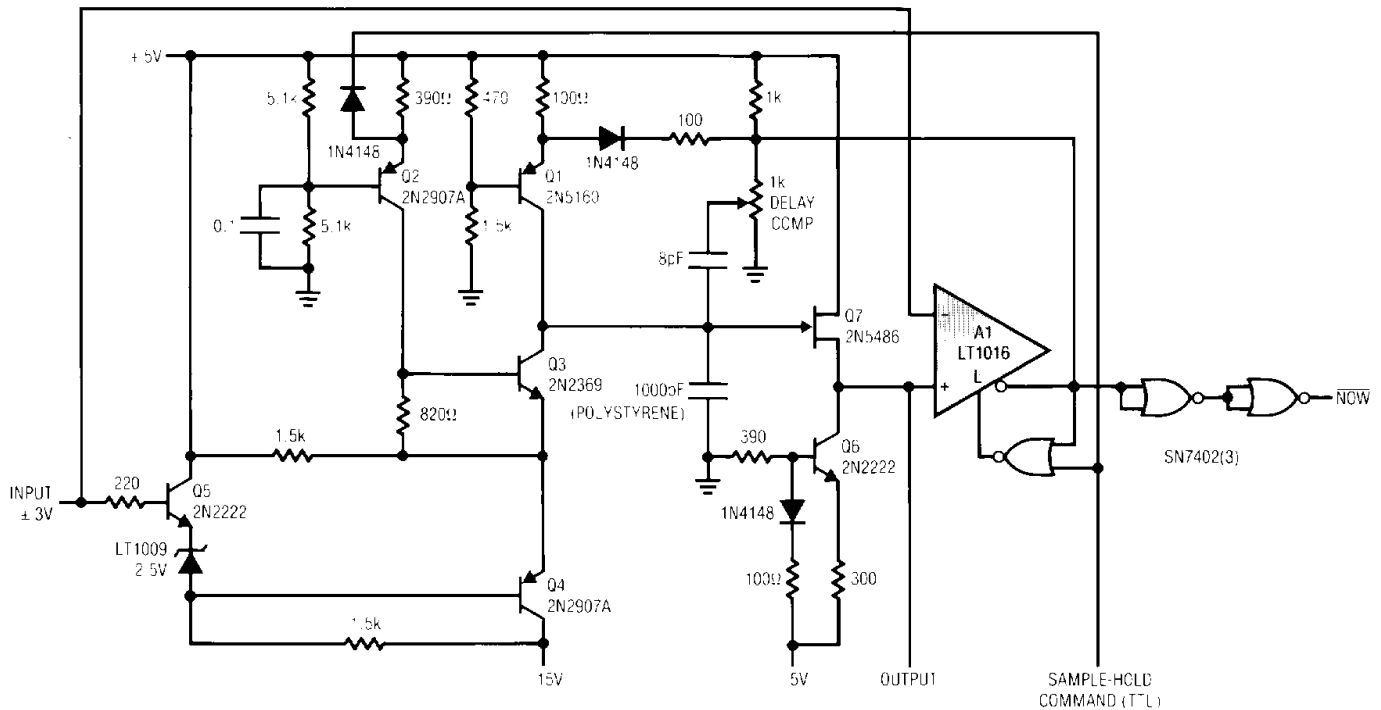 + 5V
5.1k
390Ω
470
100Ω
1k
100
1N4148
1N4148
Q2
2N2907A
Q1
2N5160
1k
DELAY
COMP
0.1
5.1k
1.5k
8pF
Q7
2N5486
-
A1
LT1016
L
+
Q3
2N2369
1000pF
(POLYSTYRENE)
820Ω
NOW
1.5k
390
Q6
2N2222
SN7402(3)
INPUT
± 3V
220
Q5
2N2222
1N4148
LT1009
2 5V
Q4
2N2907A
100Ω
300
1.5k
15V
5V
OUTPUT
SAMPLE-HOLD
COMMAND (TTL)